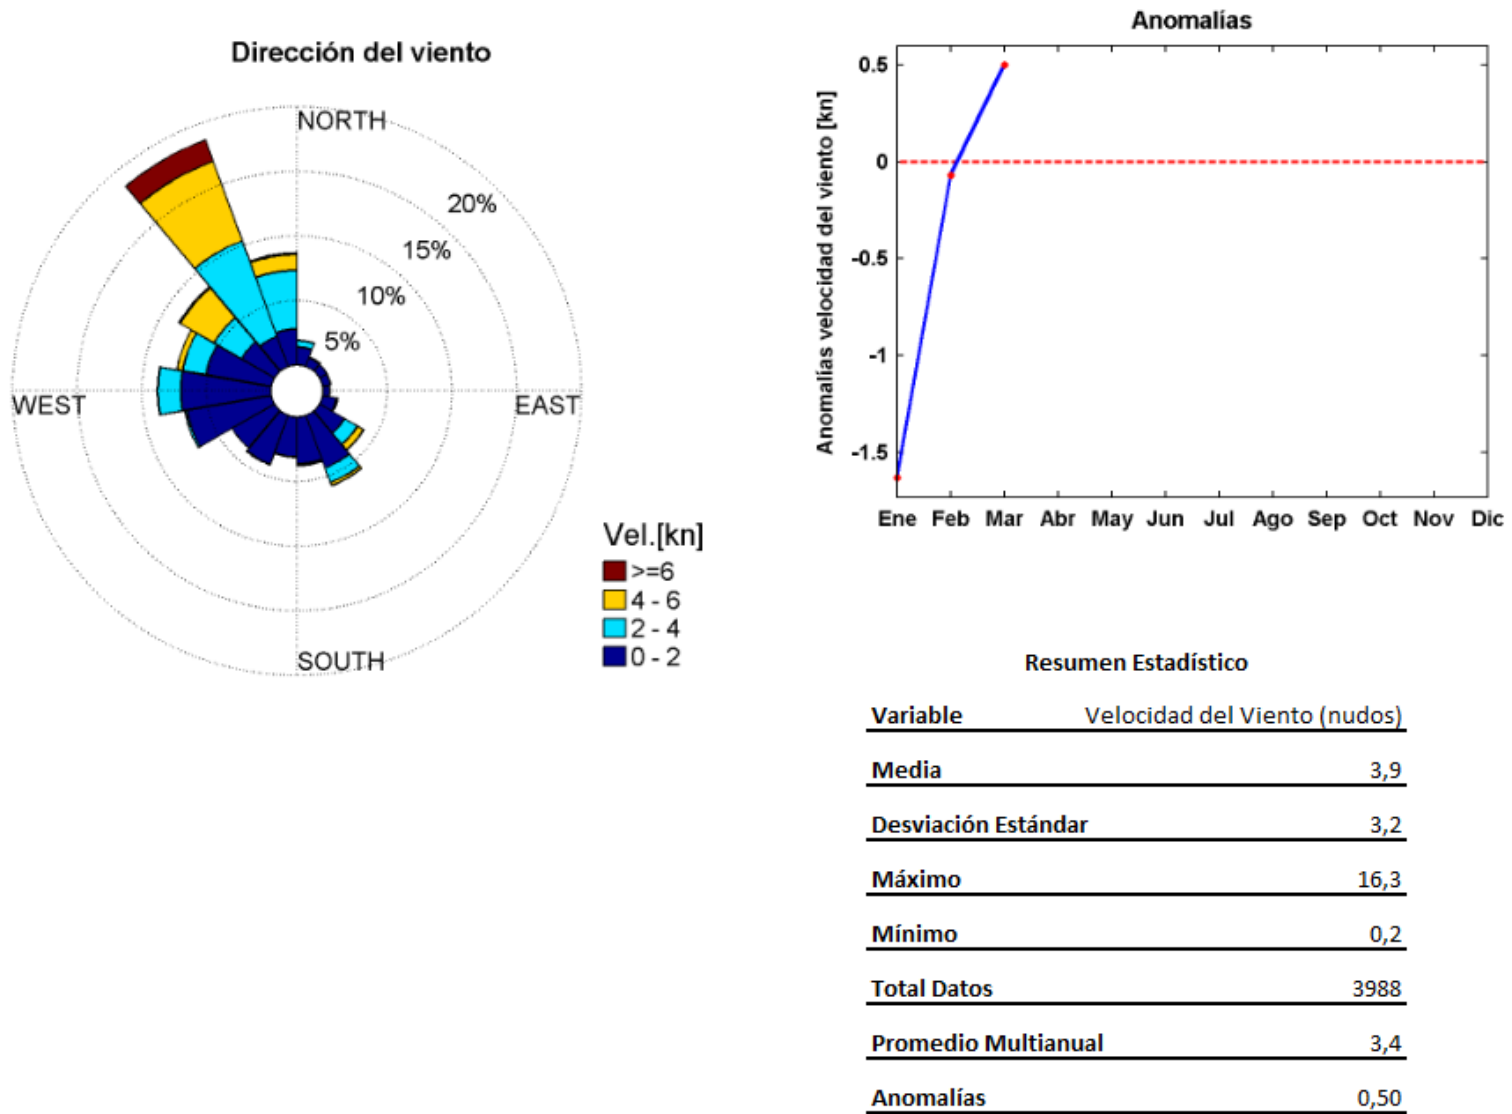 Dirección del viento
NORTH
20%
15%
10%
5%
WEST
EAST
SOUTH
Vel.[kn]
>=6
4 - 6
2 - 4
0 - 2
Anomalías
Anomalías velocidad del viento [kn]
0.5
0
-0.5
-1
-1.5
Ene Feb Mar Abr May Jun Jul Ago Sep Oct Nov Dic
Resumen Estadístico
Variable Velocidad del Viento (nudos)
Media 3,9
Desviación Estándar 3,2
Máximo 16,3
Mínimo 0,2
Total Datos 3988
Promedio Multianual 3,4
Anomalías 0,50